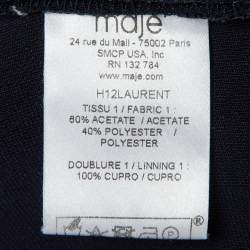 maje
24 rue du Mail - 75002 Paris
SMCP USA, Inc
RN 132 784
www.maje.com
H12LAURENT
TISSU 1 / FABRIC 1 :
60% ACETATE / ACETATE
40% POLYESTER /
POLYESTER
DOUBLURE 1 / LINNING 1 :
100% CUPRO / CUPRO
®